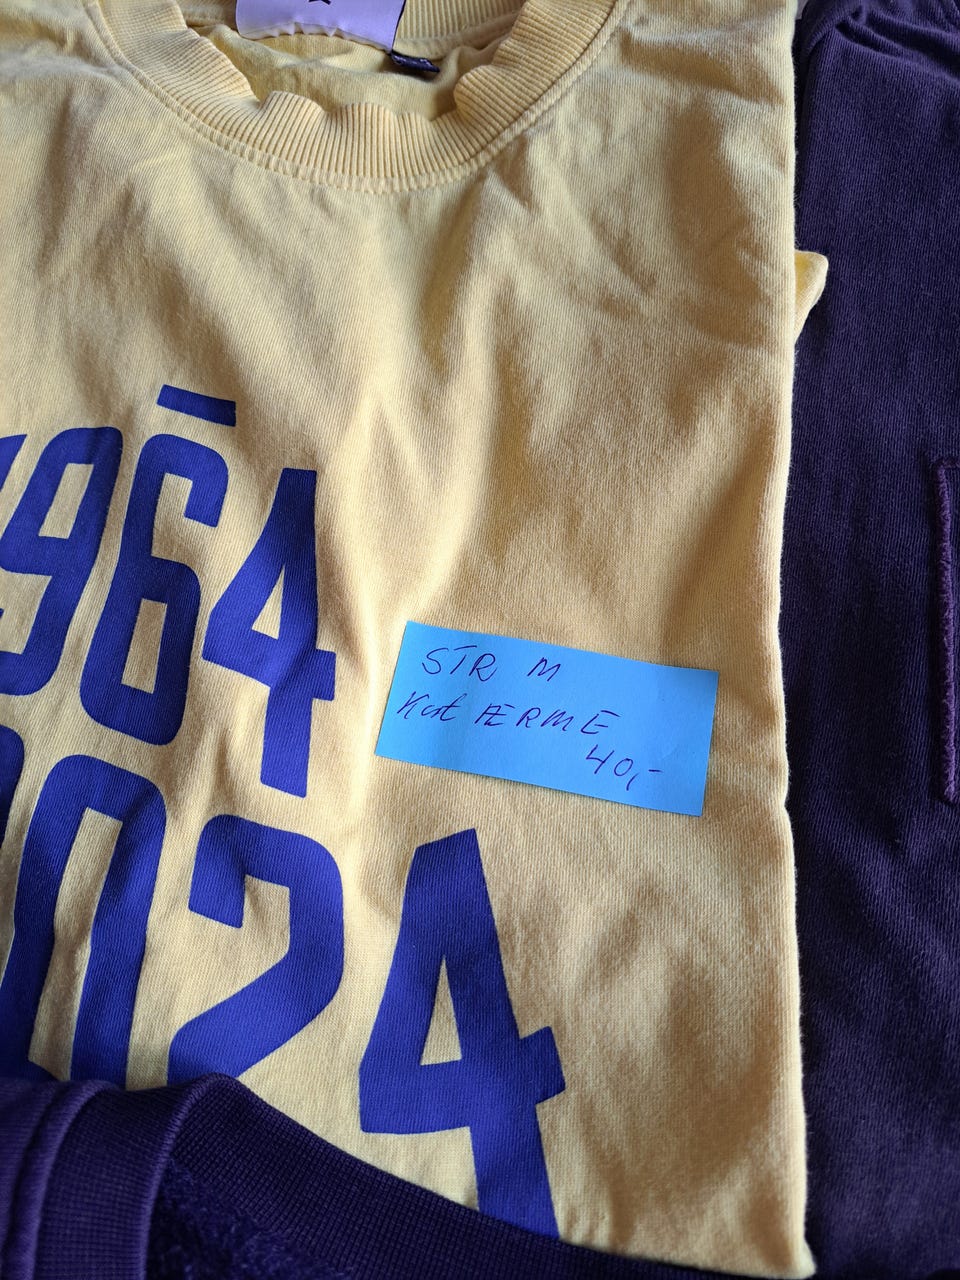 1964
2024
STR M
Kort ÆRME
40,-